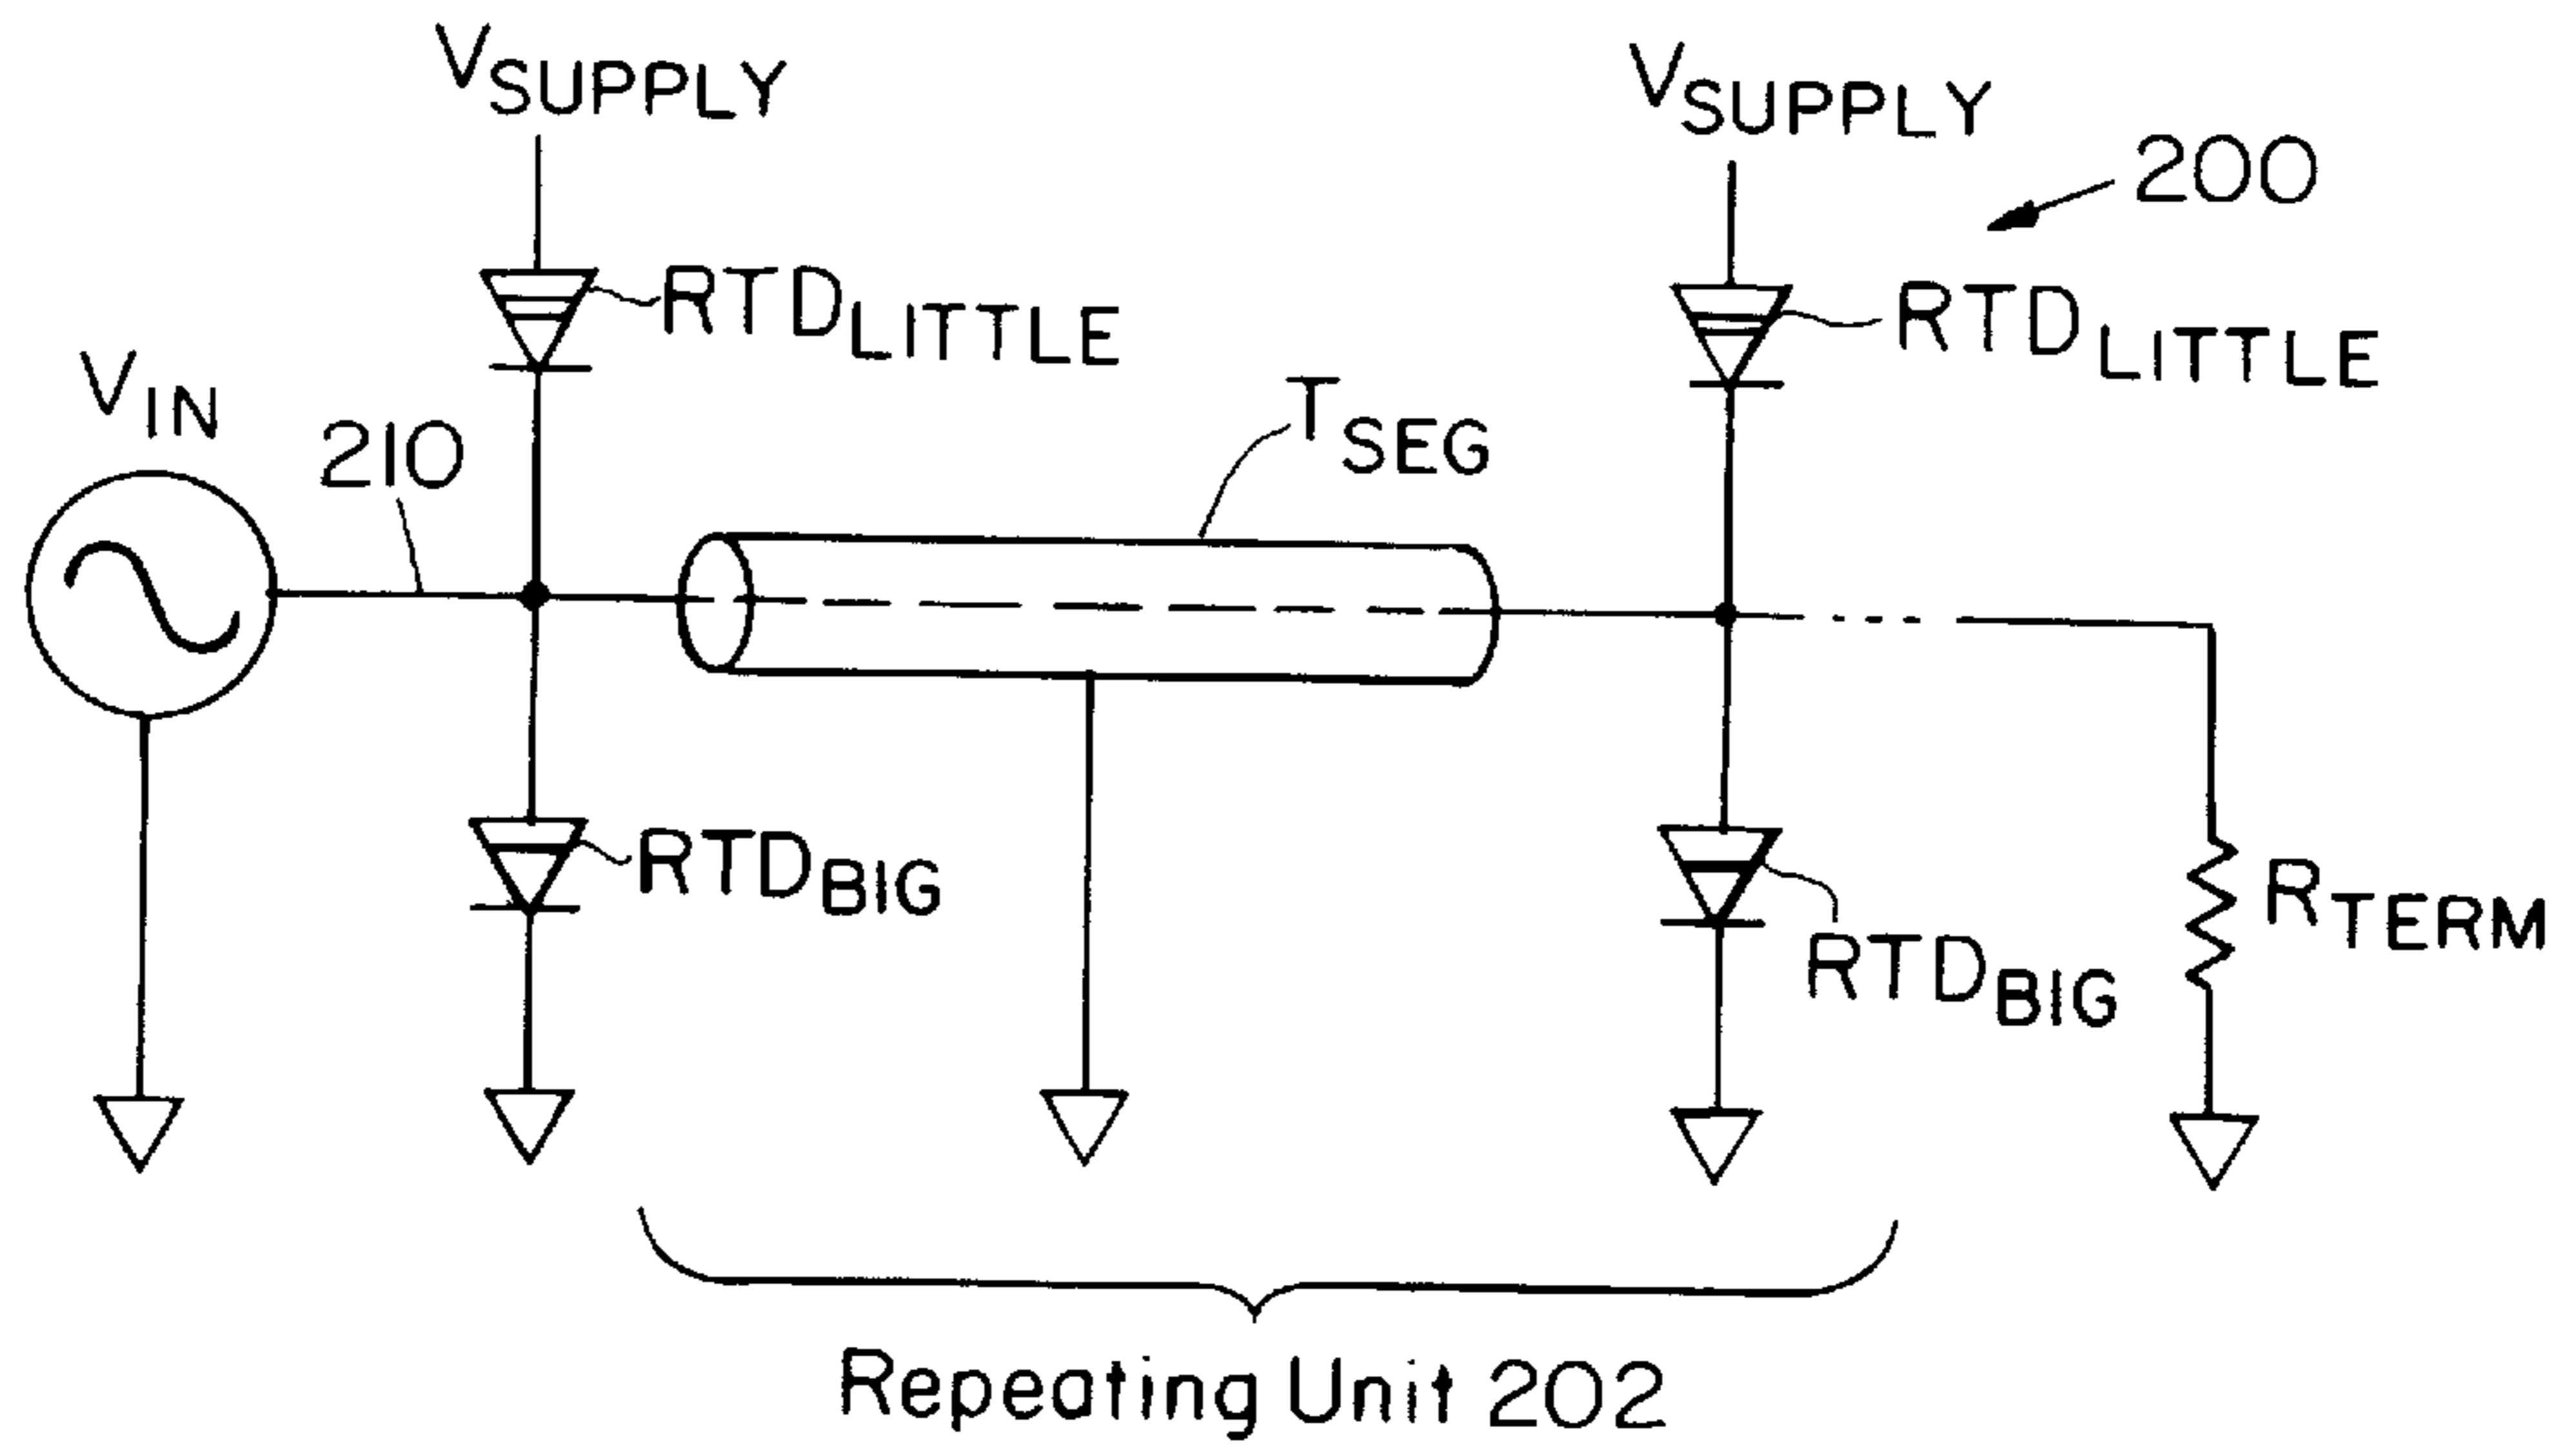 VSUPPLY
VSUPPLY
200
RTDLITTLE
RTDLITTLE
VIN
210
TSEG
RTDBIG
RTERM
RTDBIG
Repeating Unit 202